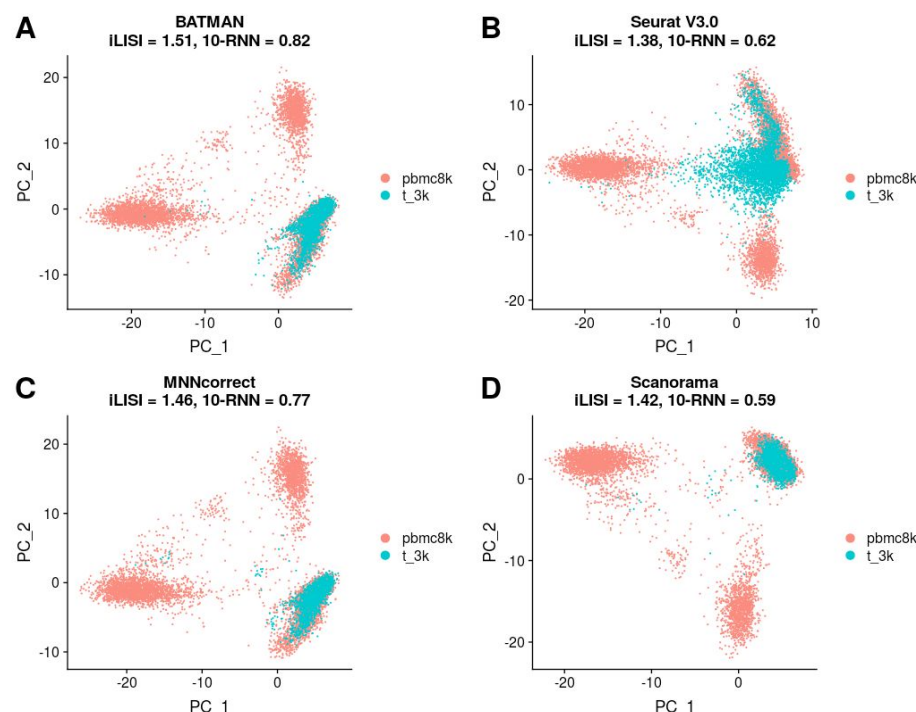 A
BATMAN
iLISI = 1.51, 10-RNN = 0.82
20
10
0
-10
PC_2
-20
-10
0
PC_1
pbmc8k
t_3k
B
Seurat V3.0
iLISI = 1.38, 10-RNN = 0.62
10
0
-10
-20
PC_2
-20
-10
0
10
PC_1
pbmc8k
t_3k
C
MNNcorrect
iLISI = 1.46, 10-RNN = 0.77
20
10
0
-10
PC_2
-20
-10
0
PC_1
pbmc8k
t_3k
D
Scanorama
iLISI = 1.42, 10-RNN = 0.59
0
-10
-20
PC_2
-20
-10
0
PC_1
pbmc8k
t_3k